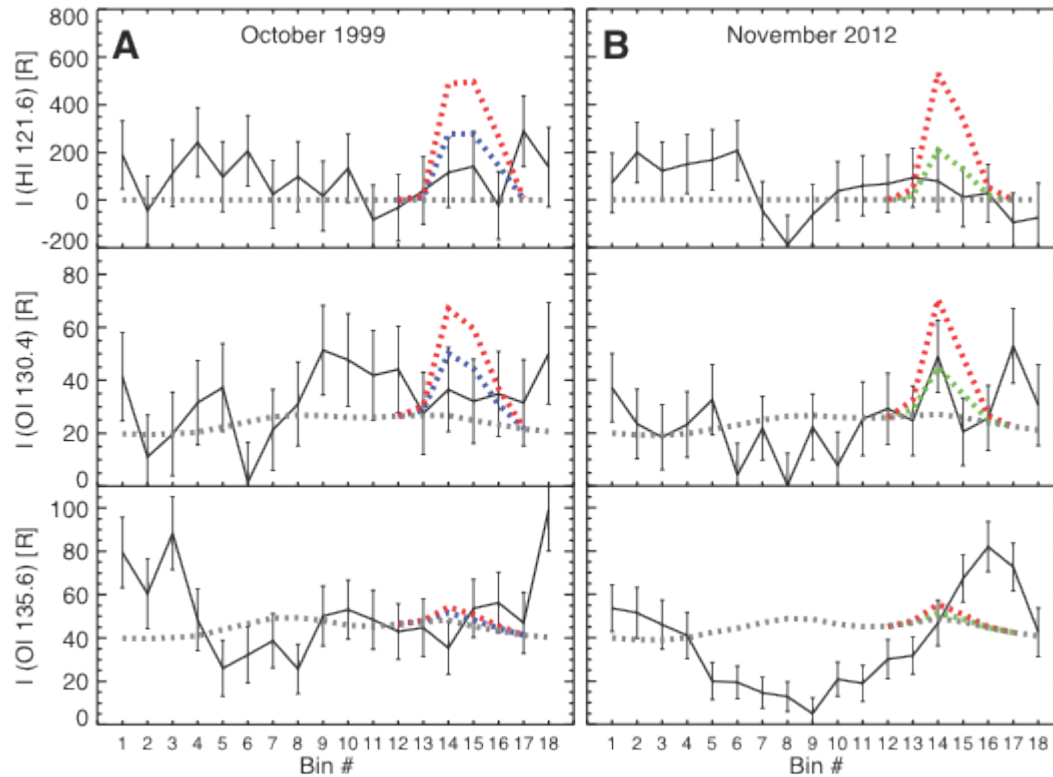 A October 1999
B November 2012
I (HI 121.6) [R]
800
600
400
200
0
-200
I (OI 130.4) [R]
80
60
40
20
0
I (OI 135.6) [R]
100
80
60
40
20
0
1 2 3 4 5 6 7 8 9 10 11 12 13 14 15 16 17 18
1 2 3 4 5 6 7 8 9 10 11 12 13 14 15 16 17 18
Bin #
Bin #